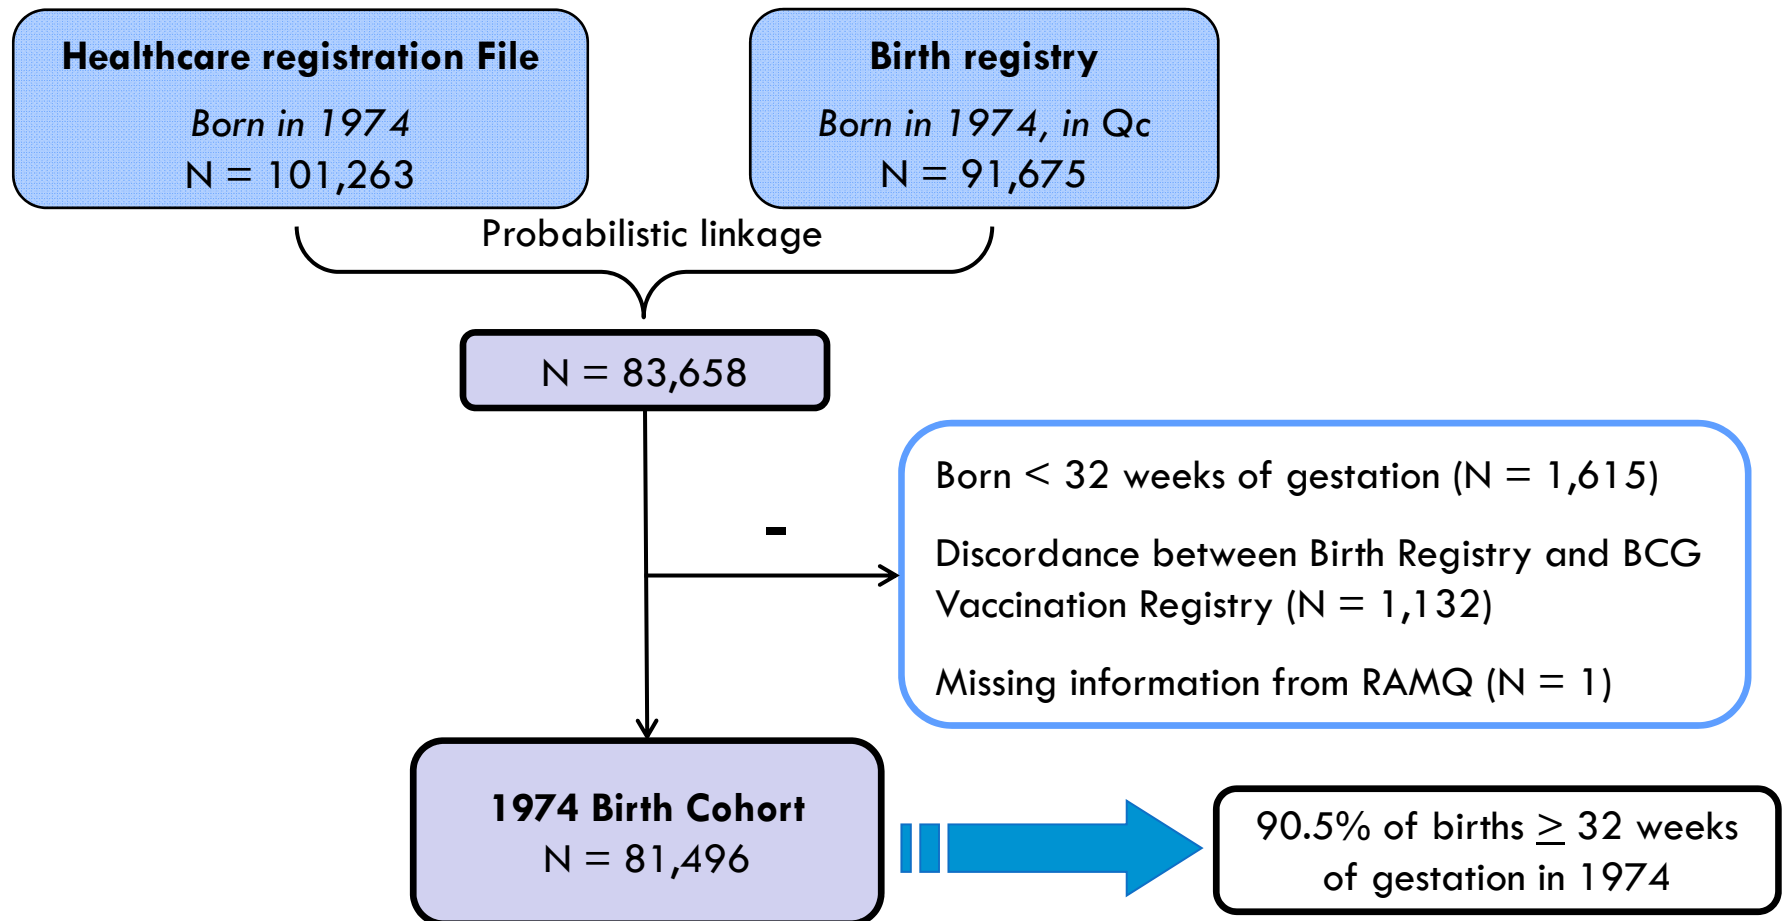 Healthcare registration File
Born in 1974
N = 101,263
Birth registry
Born in 1974, in Qc
N = 91,675
Probabilistic linkage
N = 83,658
-
Born < 32 weeks of gestation (N = 1,615)
Discordance between Birth Registry and BCG
Vaccination Registry (N = 1,132)
Missing information from RAMQ (N = 1)
1974 Birth Cohort
N = 81,496
90.5% of births ≥ 32 weeks
of gestation in 1974